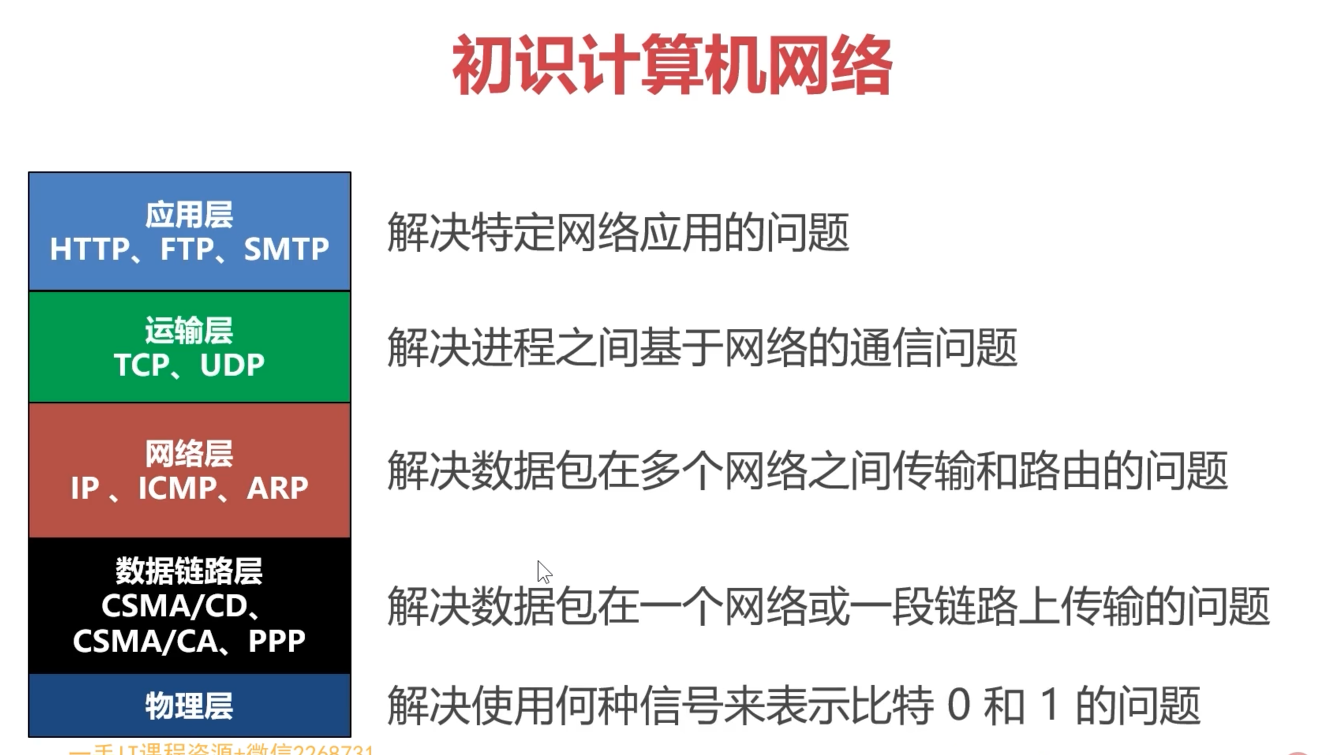 初识计算机网络
应用层
HTTP、FTP、SMTP
解决特定网络应用的问题
运输层
TCP、UDP
解决进程之间基于网络的通信问题
网络层
IP 、ICMP、ARP
解决数据包在多个网络之间传输和路由的问题
数据链路层
CSMA/CD、
CSMA/CA、PPP
解决数据包在一个网络或一段链路上传输的问题
物理层
解决使用何种信号来表示比特 0 和 1 的问题
一手IT课程资源+微信2268731